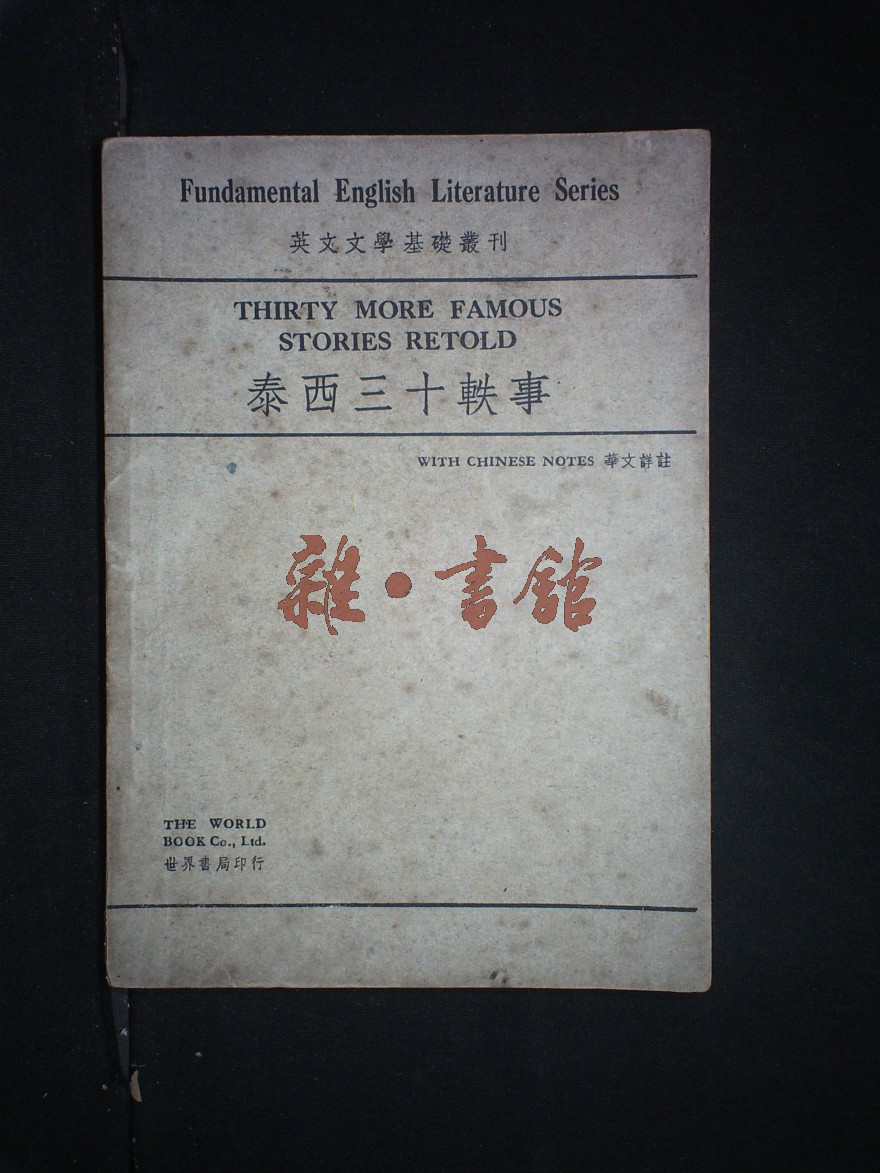 Fundamental English Literature Series
英文文學基礎叢刊
THIRTY MORE FAMOUS
STORIES RETOLD
泰西三十軼事
WITH CHINESE NOTES 華文詳註
雜·書館
THE WORLD
BOOK Co., Ltd.
世界書局印行